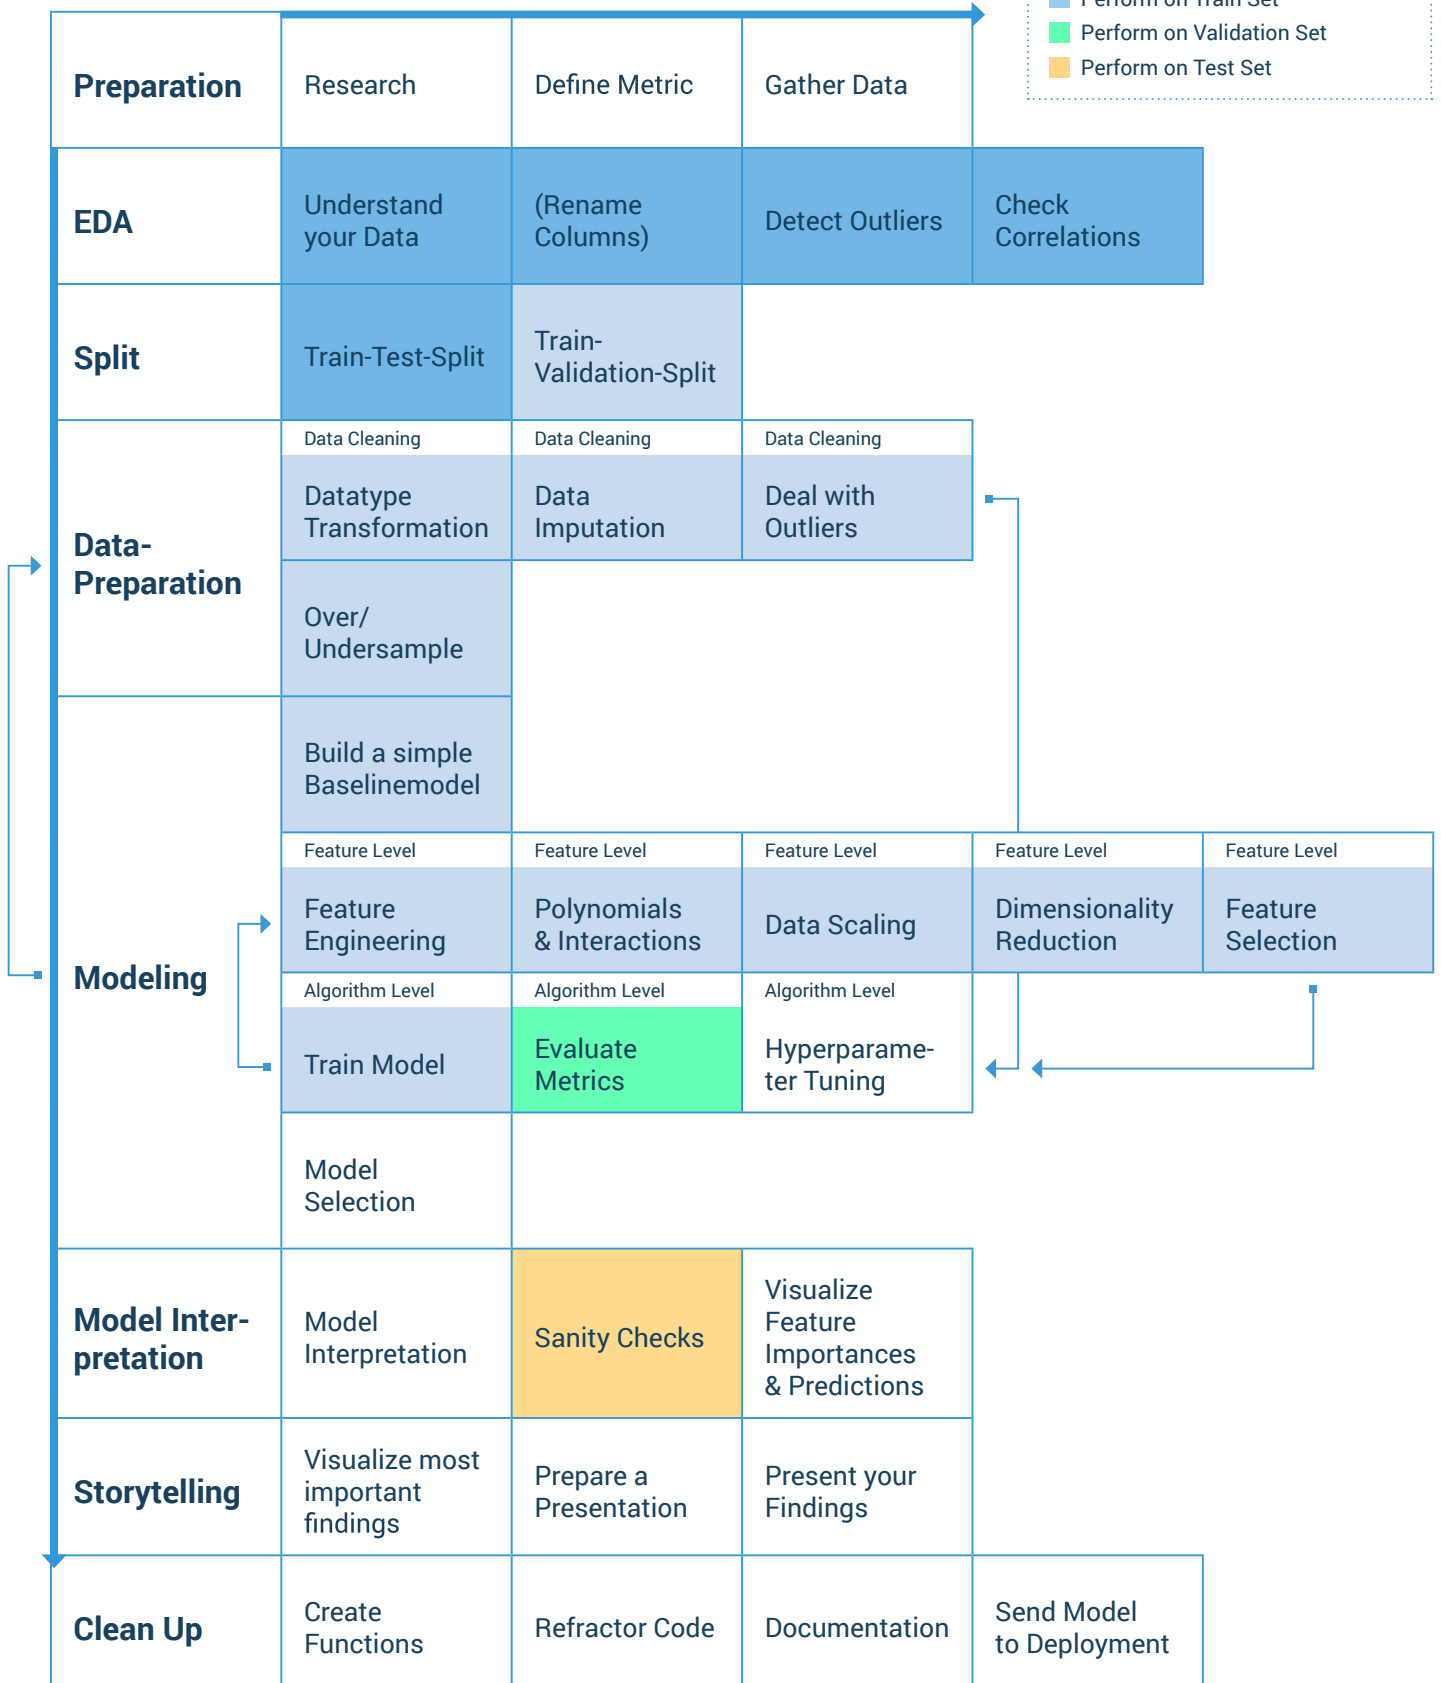 Perform on Train Set
Perform on Validation Set
Perform on Test Set
Preparation
Research
Define Metric
Gather Data
EDA
Understand
your Data
(Rename
Columns)
Detect Outliers
Check
Correlations
Split
Train-Test-Split
Train-
Validation-Split
Data-
Preparation
Data Cleaning
Datatype
Transformation
Data Cleaning
Data
Imputation
Data Cleaning
Deal with
Outliers
Over/
Undersample
Modeling
Build a simple
Baselinemodel
Feature Level
Feature
Engineering
Feature Level
Polynomials
& Interactions
Feature Level
Data Scaling
Feature Level
Dimensionality
Reduction
Feature Level
Feature
Selection
Algorithm Level
Train Model
Algorithm Level
Evaluate
Metrics
Algorithm Level
Hyperparame-
ter Tuning
Model
Selection
Model Inter-
pretation
Model
Interpretation
Sanity Checks
Visualize
Feature
Importances
& Predictions
Storytelling
Visualize most
important
findings
Prepare a
Presentation
Present your
Findings
Clean Up
Create
Functions
Refractor Code
Documentation
Send Model
to Deployment